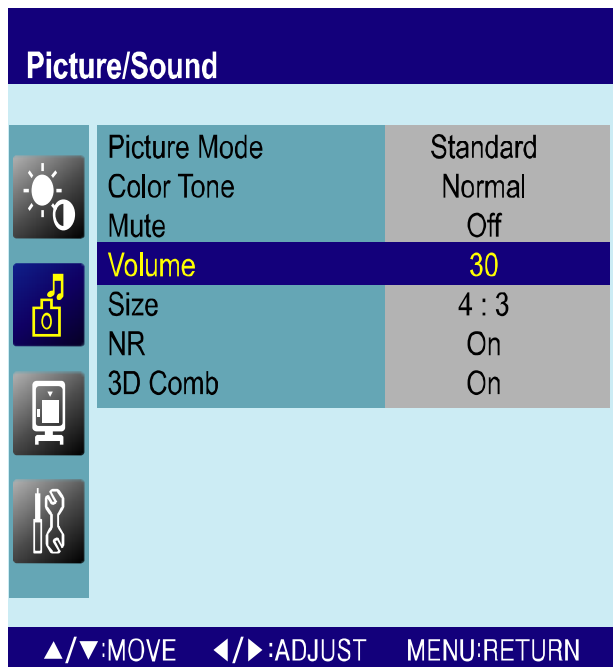 Picture/Sound
Picture Mode Standard
Color Tone Normal
Mute Off
Volume 30
Size 4 : 3
NR On
3D Comb On
▲/▼:MOVE ◀/▶:ADJUST MENU:RETURN